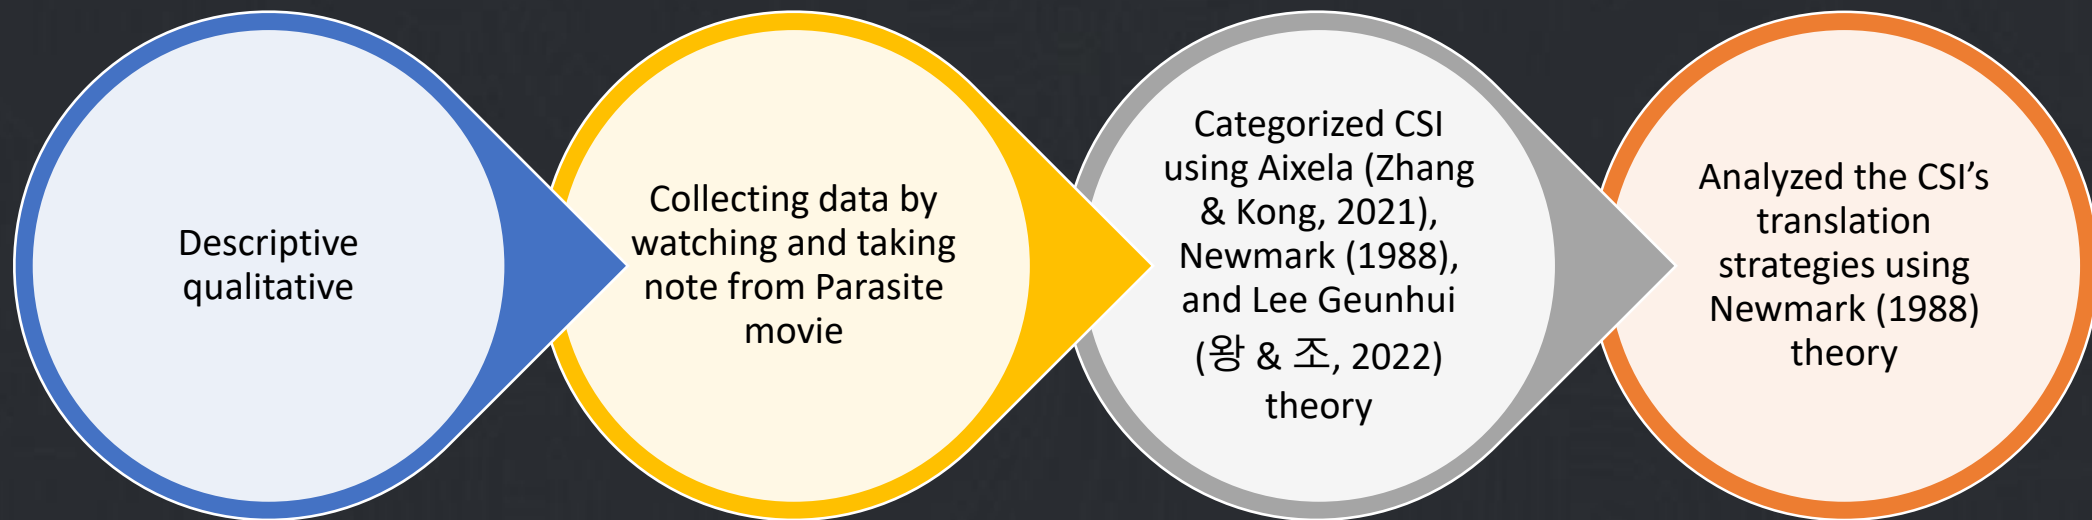 Descriptive
qualitative
Collecting data by
watching and taking
note from Parasite
movie
Categorized CSI
using Aixela (Zhang
& Kong, 2021),
Newmark (1988),
and Lee Geunhui
(왕 & 조, 2022)
theory
Analyzed the CSI’s
translation
strategies using
Newmark (1988)
theory